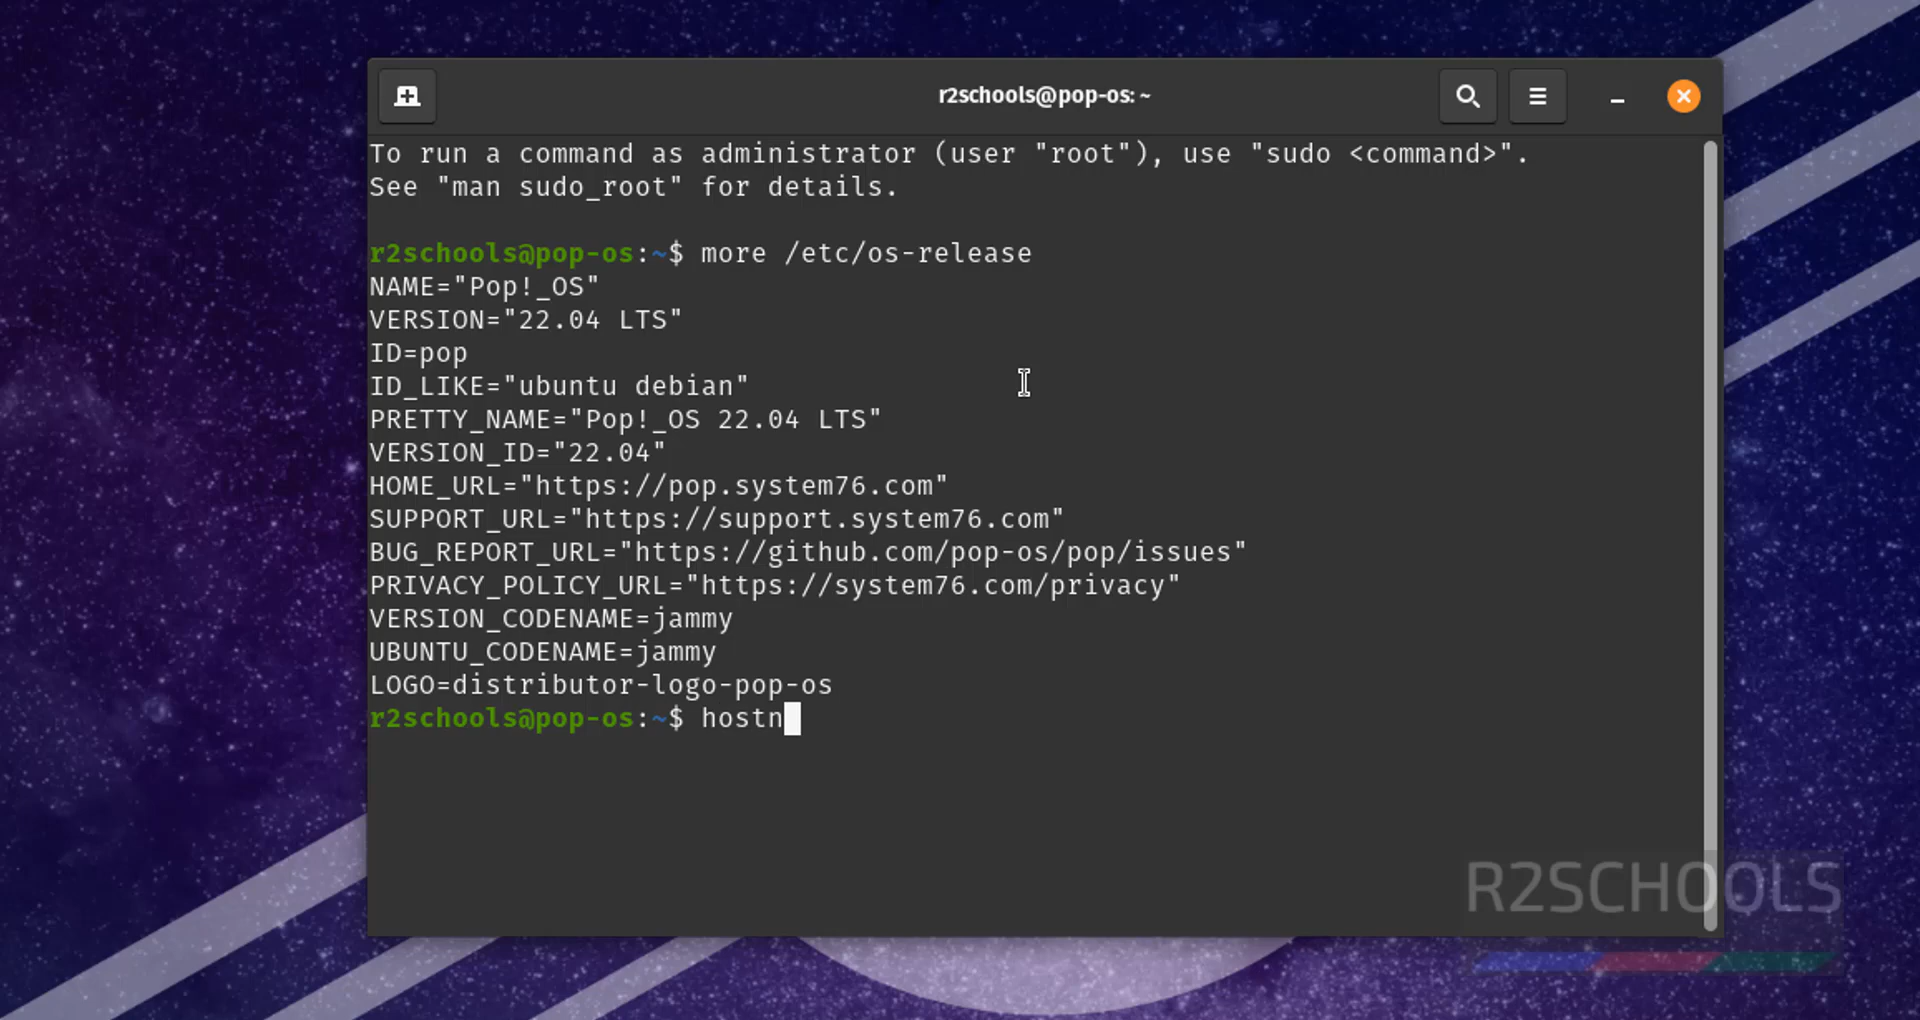 r2schools@pop-os: ~
To run a command as administrator (user "root"), use "sudo <command>".
See "man sudo_root" for details.
r2schools@pop-os:~$ more /etc/os-release
NAME="Pop!_OS"
VERSION="22.04 LTS"
ID=pop
ID_LIKE="ubuntu debian"
PRETTY_NAME="Pop!_OS 22.04 LTS"
VERSION_ID="22.04"
HOME_URL="https://pop.system76.com"
SUPPORT_URL="https://support.system76.com"
BUG_REPORT_URL="https://github.com/pop-os/pop/issues"
PRIVACY_POLICY_URL="https://system76.com/privacy"
VERSION_CODENAME=jammy
UBUNTU_CODENAME=jammy
LOGO=distributor-logo-pop-os
r2schools@pop-os:~$ hostn
R2SCHOOLS